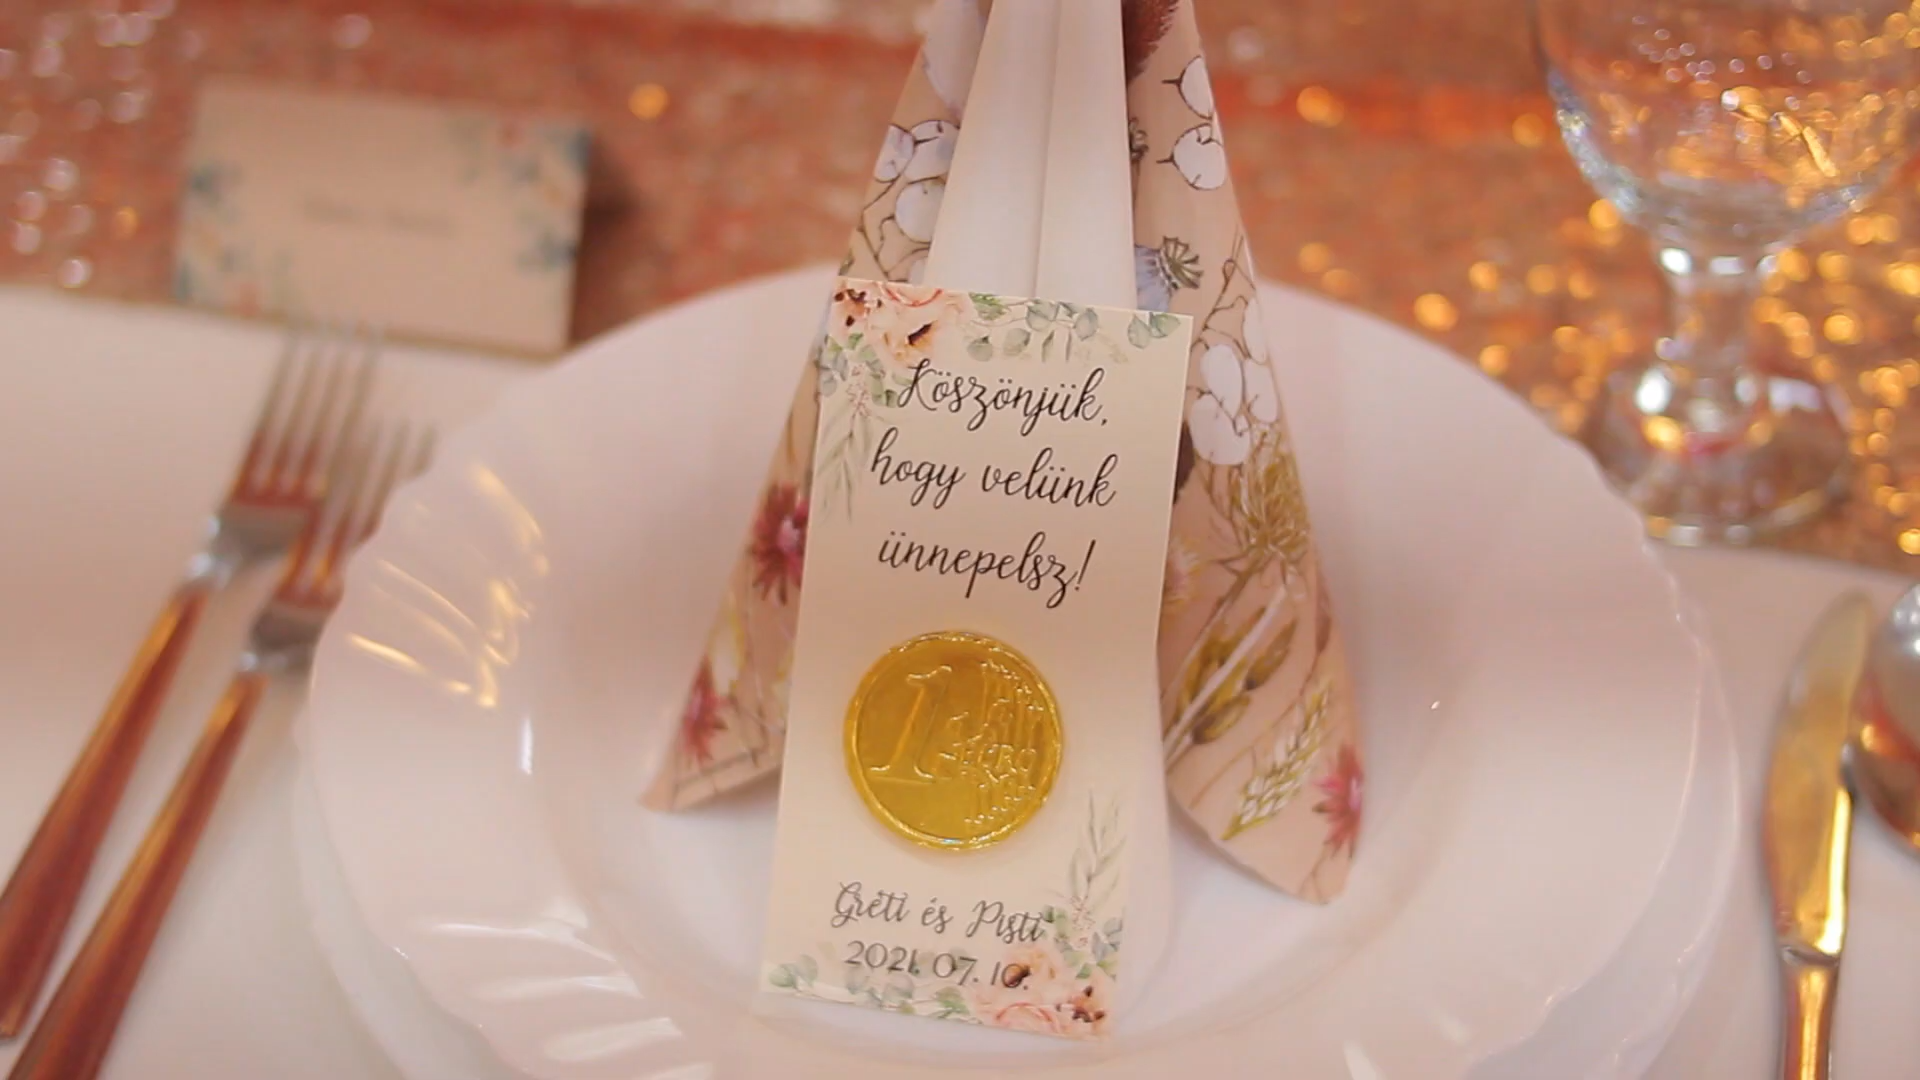 Köszönjük,
hogy velünk
ünnepelsz!
1
EURO
Gréti és Pisti
2021. 07. 10.